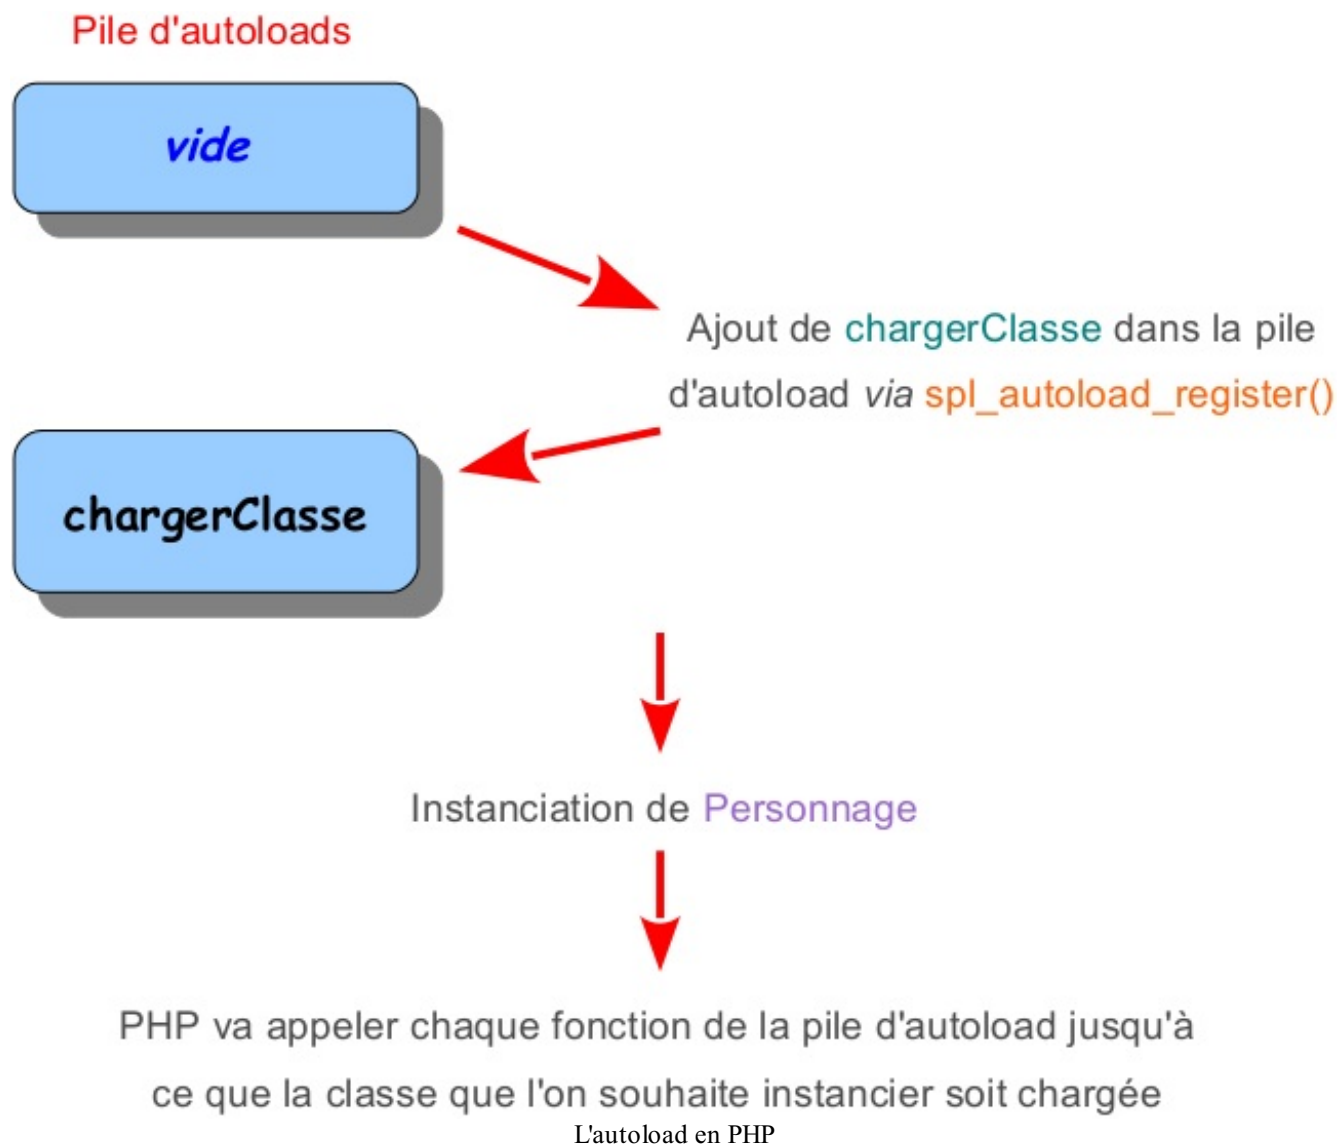 Pile d'autoloads
vide
Ajout de chargerClasse dans la pile
d'autoload via spl_autoload_register()
chargerClasse
Instanciation de Personnage
PHP va appeler chaque fonction de la pile d'autoload jusqu'à
ce que la classe que l'on souhaite instancier soit chargée
L'autoload en PHP